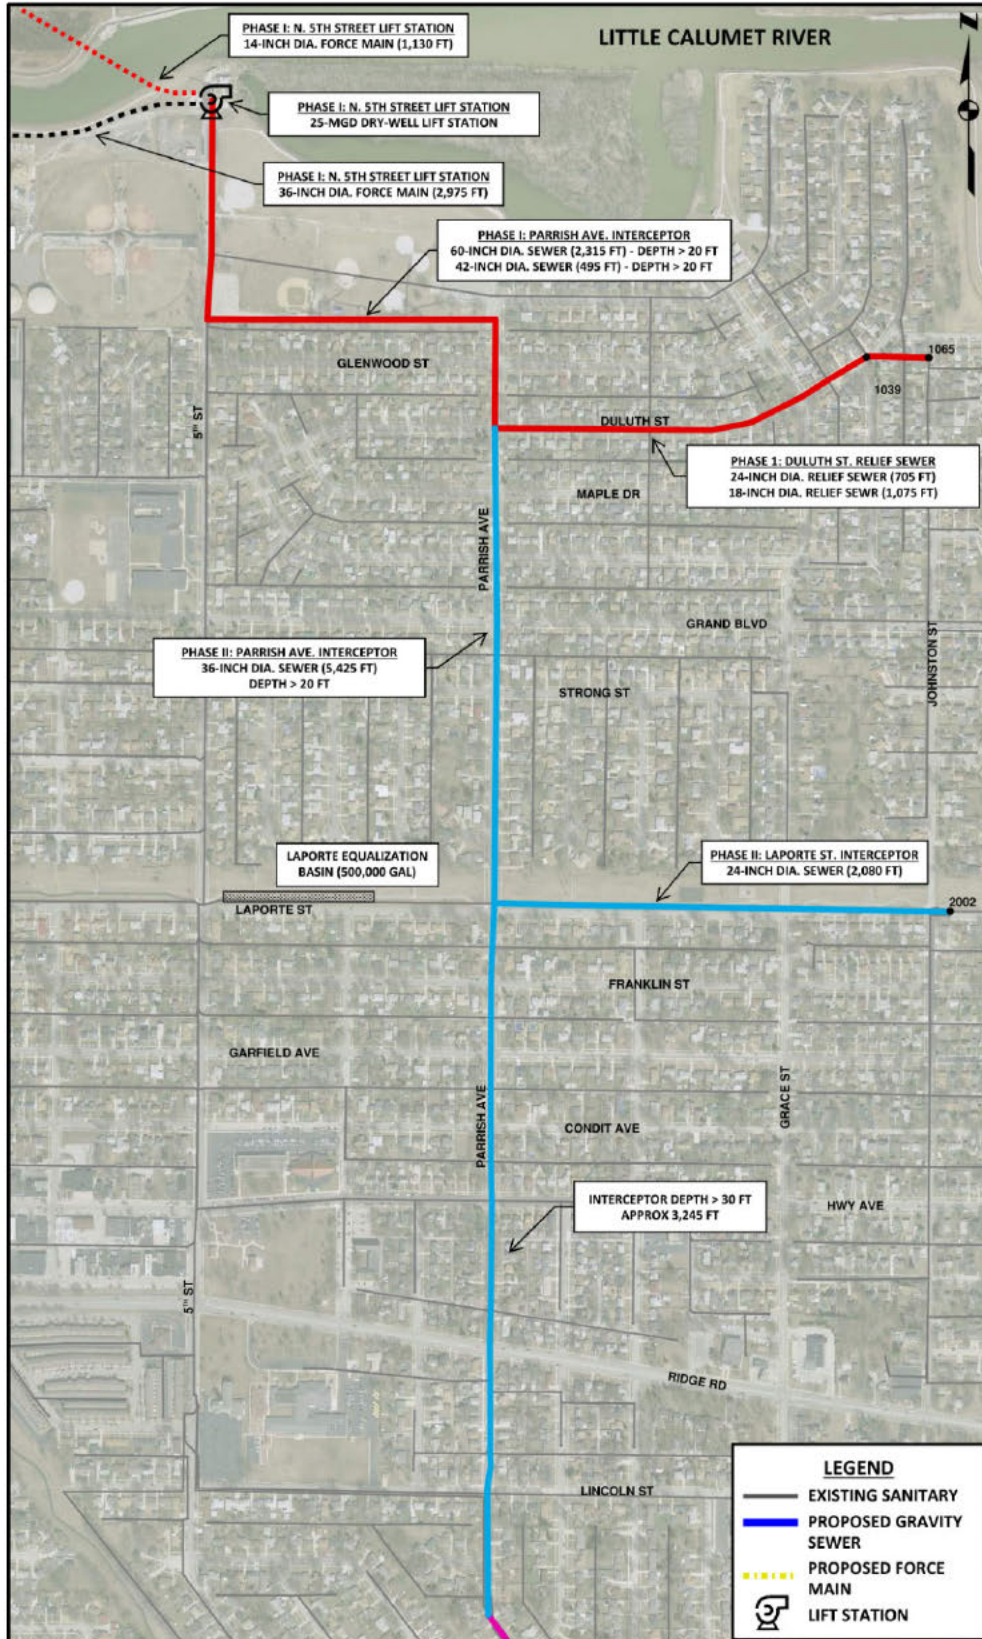 PHASE I: N. 5TH STREET LIFT STATION
14-INCH DIA. FORCE MAIN (1,130 FT)
LITTLE CALUMET RIVER
Z
PHASE I: N. 5TH STREET LIFT STATION
25-MGD DRY-WELL LIFT STATION
PHASE I: N. 5TH STREET LIFT STATION
36-INCH DIA. FORCE MAIN (2,975 FT)
PHASE I: PARRISH AVE. INTERCEPTOR
60-INCH DIA. SEWER (2,315 FT) - DEPTH > 20 FT
42-INCH DIA. SEWER (495 FT) - DEPTH > 20 FT
GLENWOOD ST
1065
1039
5TH ST
DULUTH ST
PHASE 1: DULUTH ST. RELIEF SEWER
24-INCH DIA. RELIEF SEWER (705 FT)
18-INCH DIA. RELIEF SEWR (1,075 FT)
MAPLE DR
PARRISH AVE
GRAND BLVD
PHASE II: PARRISH AVE. INTERCEPTOR
36-INCH DIA. SEWER (5,425 FT)
DEPTH > 20 FT
STRONG ST
JOHNSTON ST
LAPORTE EQUALIZATION
BASIN (500,000 GAL)
PHASE II: LAPORTE ST. INTERCEPTOR
24-INCH DIA. SEWER (2,080 FT)
LAPORTE ST
2002
FRANKLIN ST
GARFIELD AVE
GRACE ST
PARRISH AVE
CONDIT AVE
INTERCEPTOR DEPTH > 30 FT
APPROX 3,245 FT
HWY AVE
5TH ST
RIDGE RD
LINCOLN ST
LEGEND
EXISTING SANITARY
PROPOSED GRAVITY
SEWER
PROPOSED FORCE
MAIN
LIFT STATION